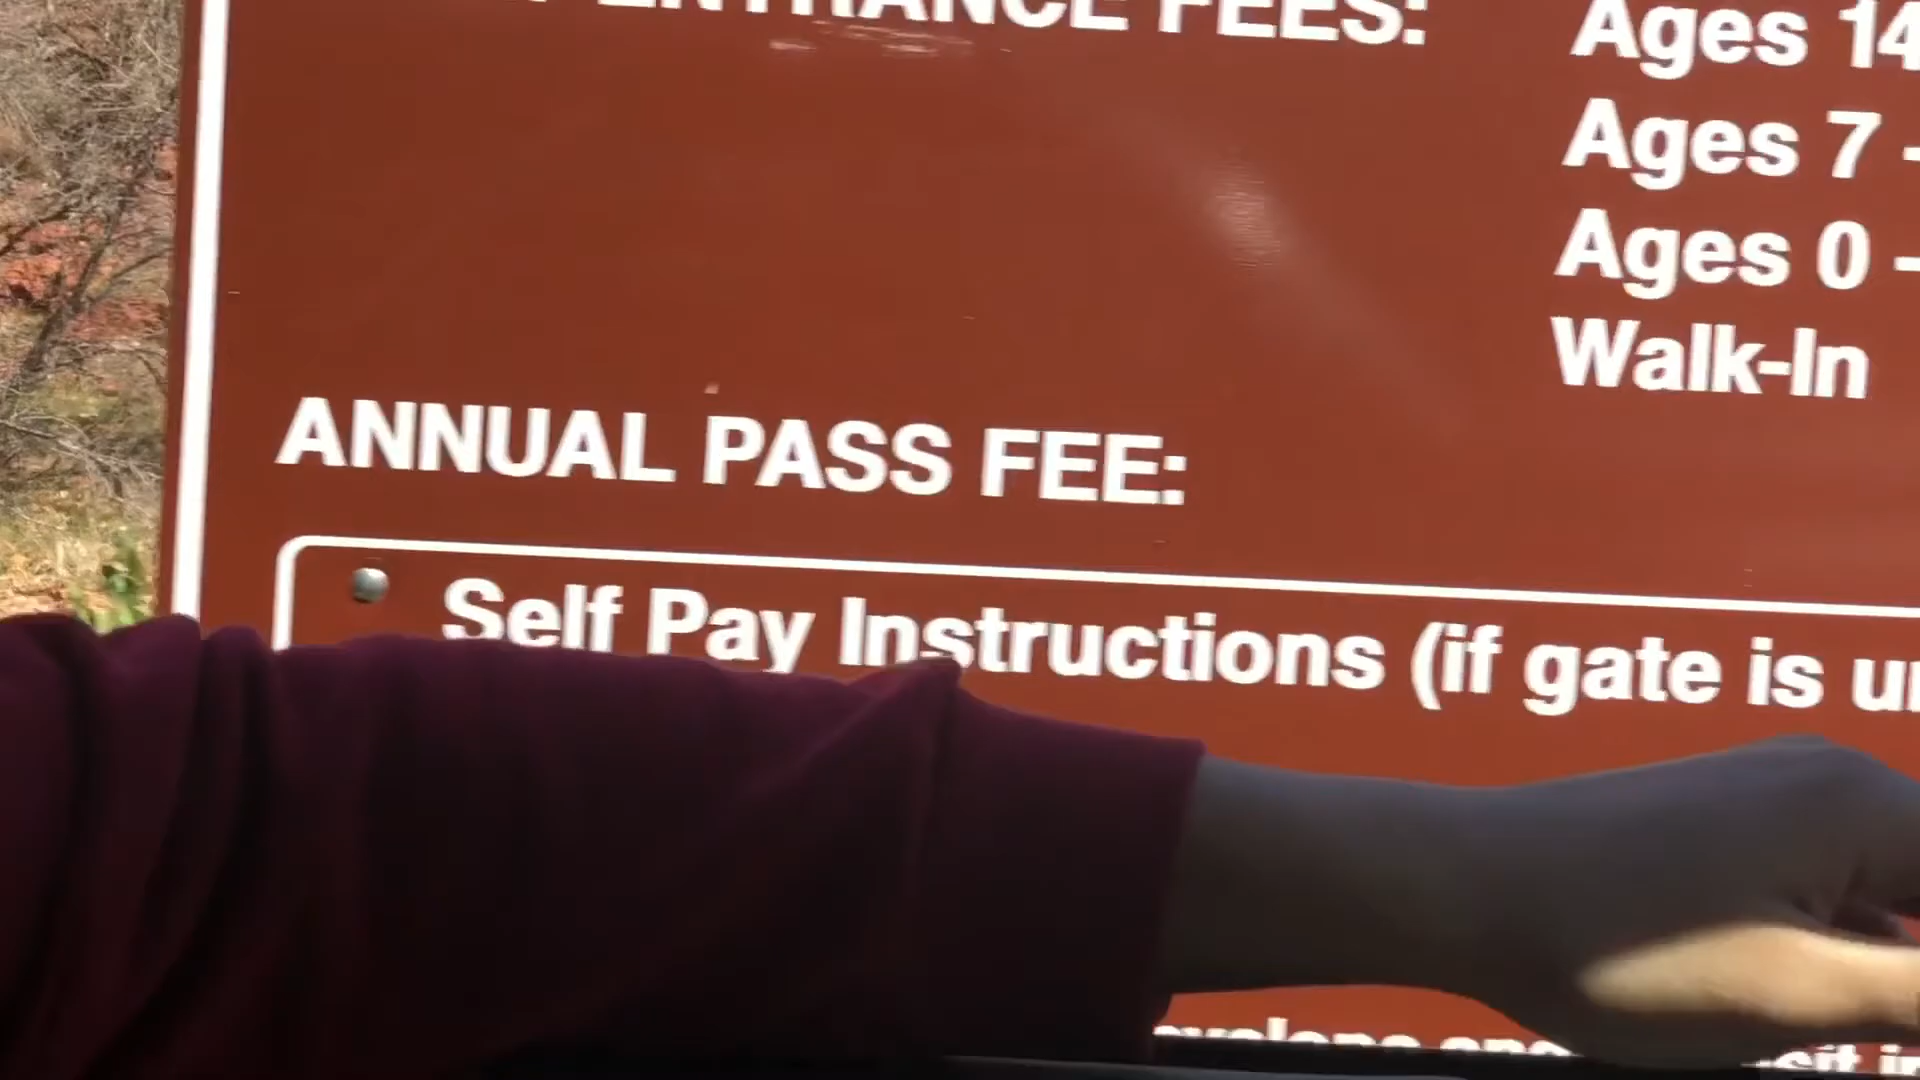 ENTRANCE FEES:
Ages 14
Ages 7 -
Ages 0 -
Walk-In
ANNUAL PASS FEE:
Self Pay Instructions (if gate is